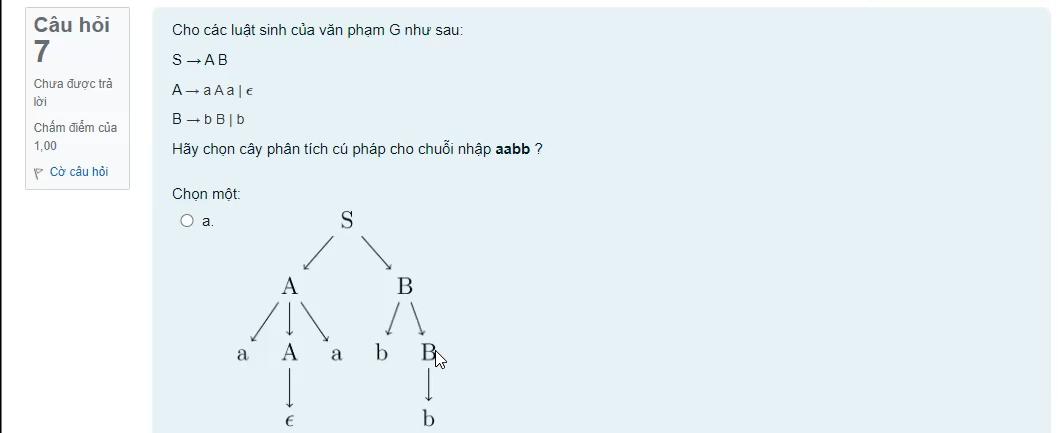 Câu hỏi
7
Chưa được trả
lời
Chấm điểm của
1,00
Cờ câu hỏi
Cho các luật sinh của văn phạm G như sau:
S → A B
A → a A a | ϵ
B → b B | b
Hãy chọn cây phân tích cú pháp cho chuỗi nhập aabb ?
Chọn một:
a.
S
A B
a A a b B
ϵ b